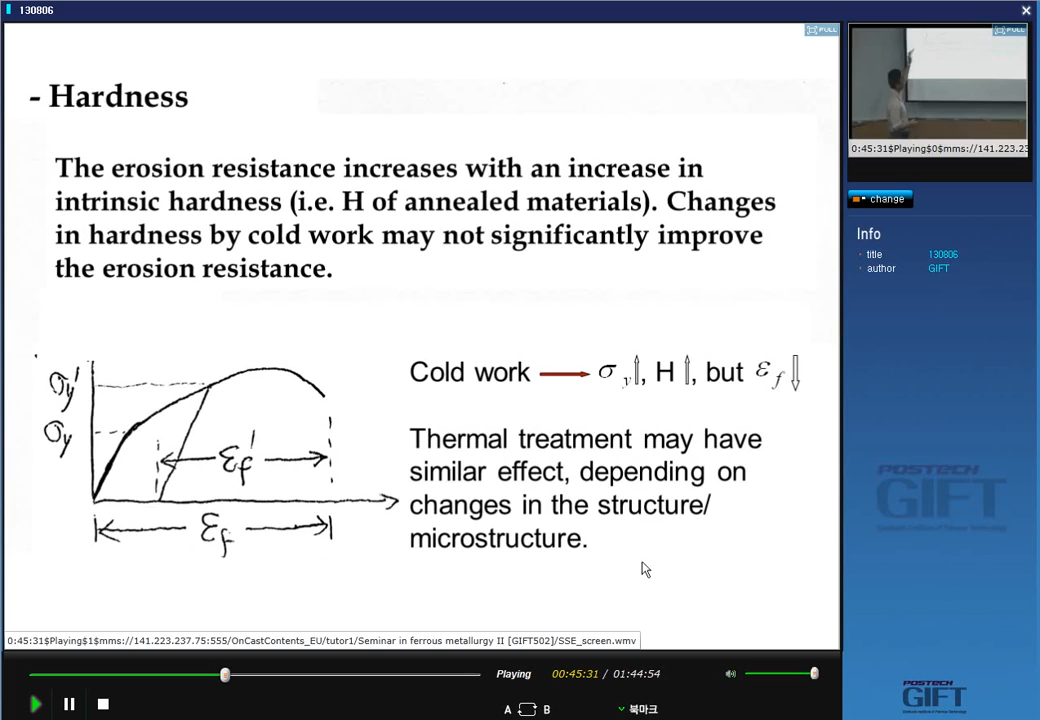 130806
FULL
- Hardness
The erosion resistance increases with an increase in
intrinsic hardness (i.e. H of annealed materials). Changes
in hardness by cold work may not significantly improve
the erosion resistance.
σy'
σy
εf'
εf
Cold work → σy ⇑, H ⇑, but εf ⇓
Thermal treatment may have
similar effect, depending on
changes in the structure/
microstructure.
0:45:31$Playing$1$mms://141.223.237.75:555/OnCastContents_EU/tutor1/Seminar in ferrous metallurgy II [GIFT502]/SSE_screen.wmv
Playing
00:45:31 / 01:44:54
A B
북마크
FULL
0:45:31$Playing$0$mms://141.223.23
change
Info
title 130806
author GIFT
POSTECH
GIFT
POSTECH
GIFT